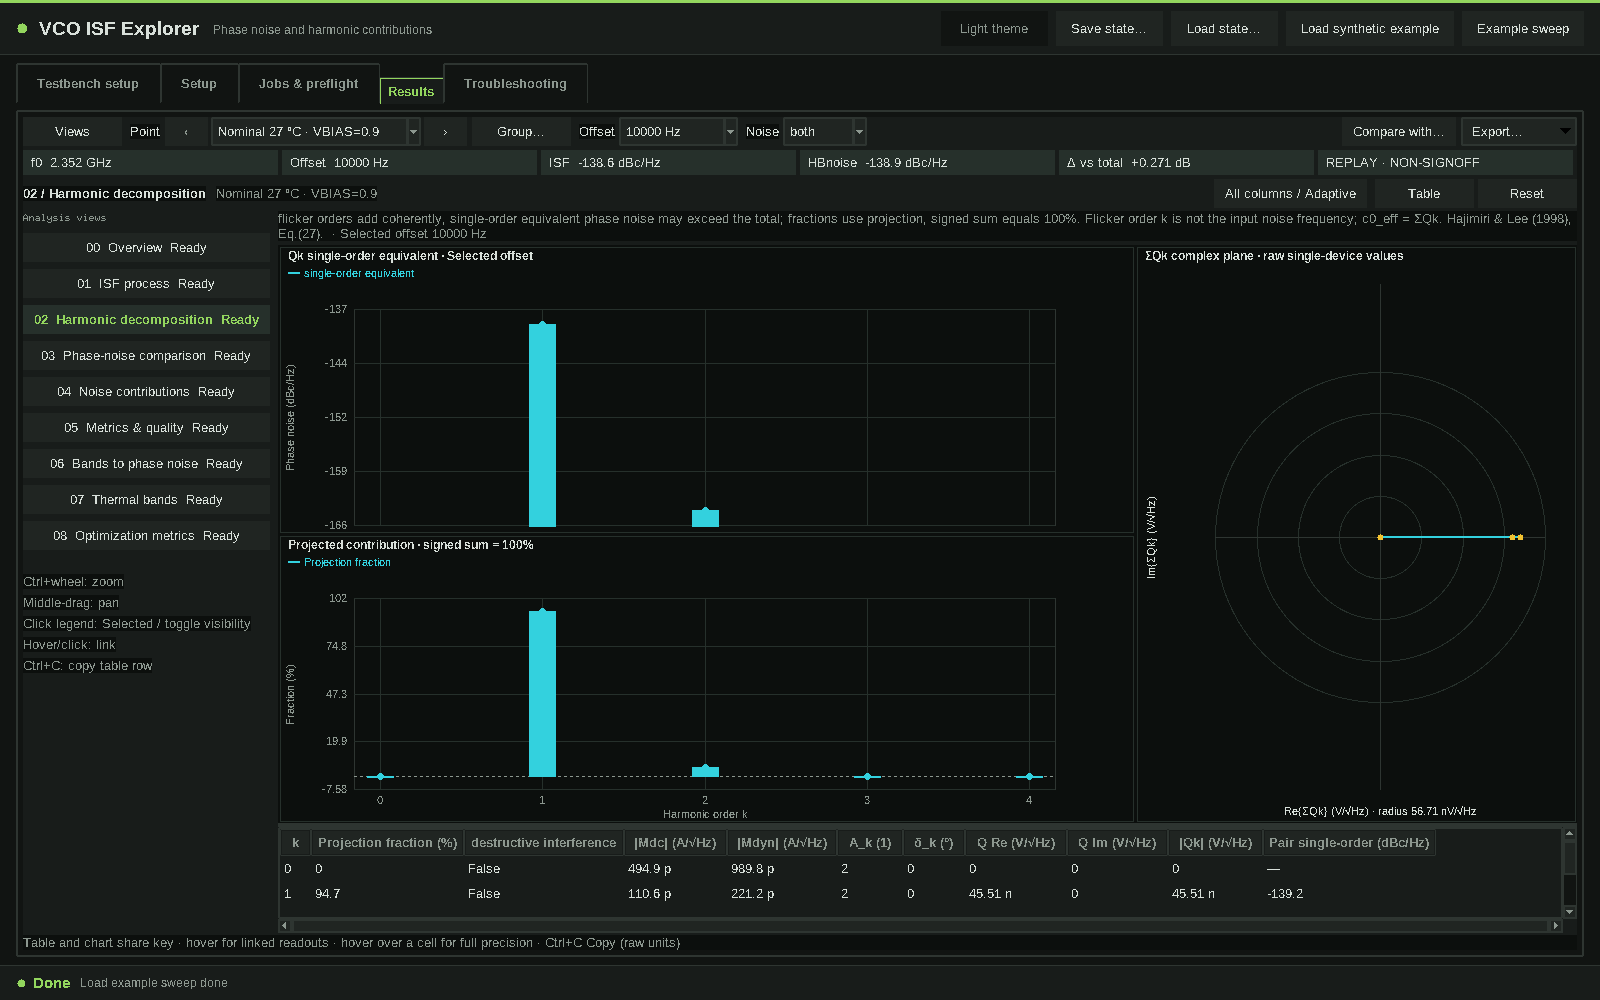 VCO ISF Explorer
Phase noise and harmonic contributions
Light theme
Save state...
Load state...
Load synthetic example
Example sweep
Testbench setup
Setup
Jobs & preflight
Results
Troubleshooting
Views
Point
‹
Nominal 27 °C · VBIAS=0.9
›
Group...
Offset
10000 Hz
Noise
both
Compare with...
Export...
f0 2.352 GHz
Offset 10000 Hz
ISF -138.6 dBc/Hz
HBnoise -138.9 dBc/Hz
Δ vs total +0.271 dB
REPLAY · NON-SIGNOFF
02 / Harmonic decomposition
Nominal 27 °C · VBIAS=0.9
All columns / Adaptive
Table
Reset
Analysis views
00 Overview Ready
01 ISF process Ready
02 Harmonic decomposition Ready
03 Phase-noise comparison Ready
04 Noise contributions Ready
05 Metrics & quality Ready
06 Bands to phase noise Ready
07 Thermal bands Ready
08 Optimization metrics Ready
Ctrl+wheel: zoom
Middle-drag: pan
Click legend: Selected / toggle visibility
Hover/click: link
Ctrl+C: copy table row
flicker orders add coherently, single-order equivalent phase noise may exceed the total; fractions use projection, signed sum equals 100%. Flicker order k is not the input noise frequency; c0_eff = ΣQk. Hajimiri & Lee (1998),
Eq.(27). · Selected offset 10000 Hz
Qk single-order equivalent · Selected offset
single-order equivalent
-137
-144
-152
-159
-166
Phase noise (dBc/Hz)
Projected contribution · signed sum = 100%
Projection fraction
102
74.8
47.3
19.9
-7.58
Fraction (%)
0 1 2 3 4
Harmonic order k
ΣQk complex plane · raw single-device values
Im{ΣQk} (V/√Hz)
Re{ΣQk} (V/√Hz) · radius 56.71 nV/√Hz
k Projection fraction (%) destructive interference |Mdc| (A/√Hz) |Mdyn| (A/√Hz) A_k (1) δ_k (°) Q Re (V/√Hz) Q Im (V/√Hz) |Qk| (V/√Hz) Pair single-order (dBc/Hz)
0 0 False 494.9 p 989.8 p 2 0 0 0 0 —
1 94.7 False 110.6 p 221.2 p 2 0 45.51 n 0 45.51 n -139.2
Table and chart share key · hover for linked readouts · hover over a cell for full precision · Ctrl+C Copy (raw units)
Done
Load example sweep done